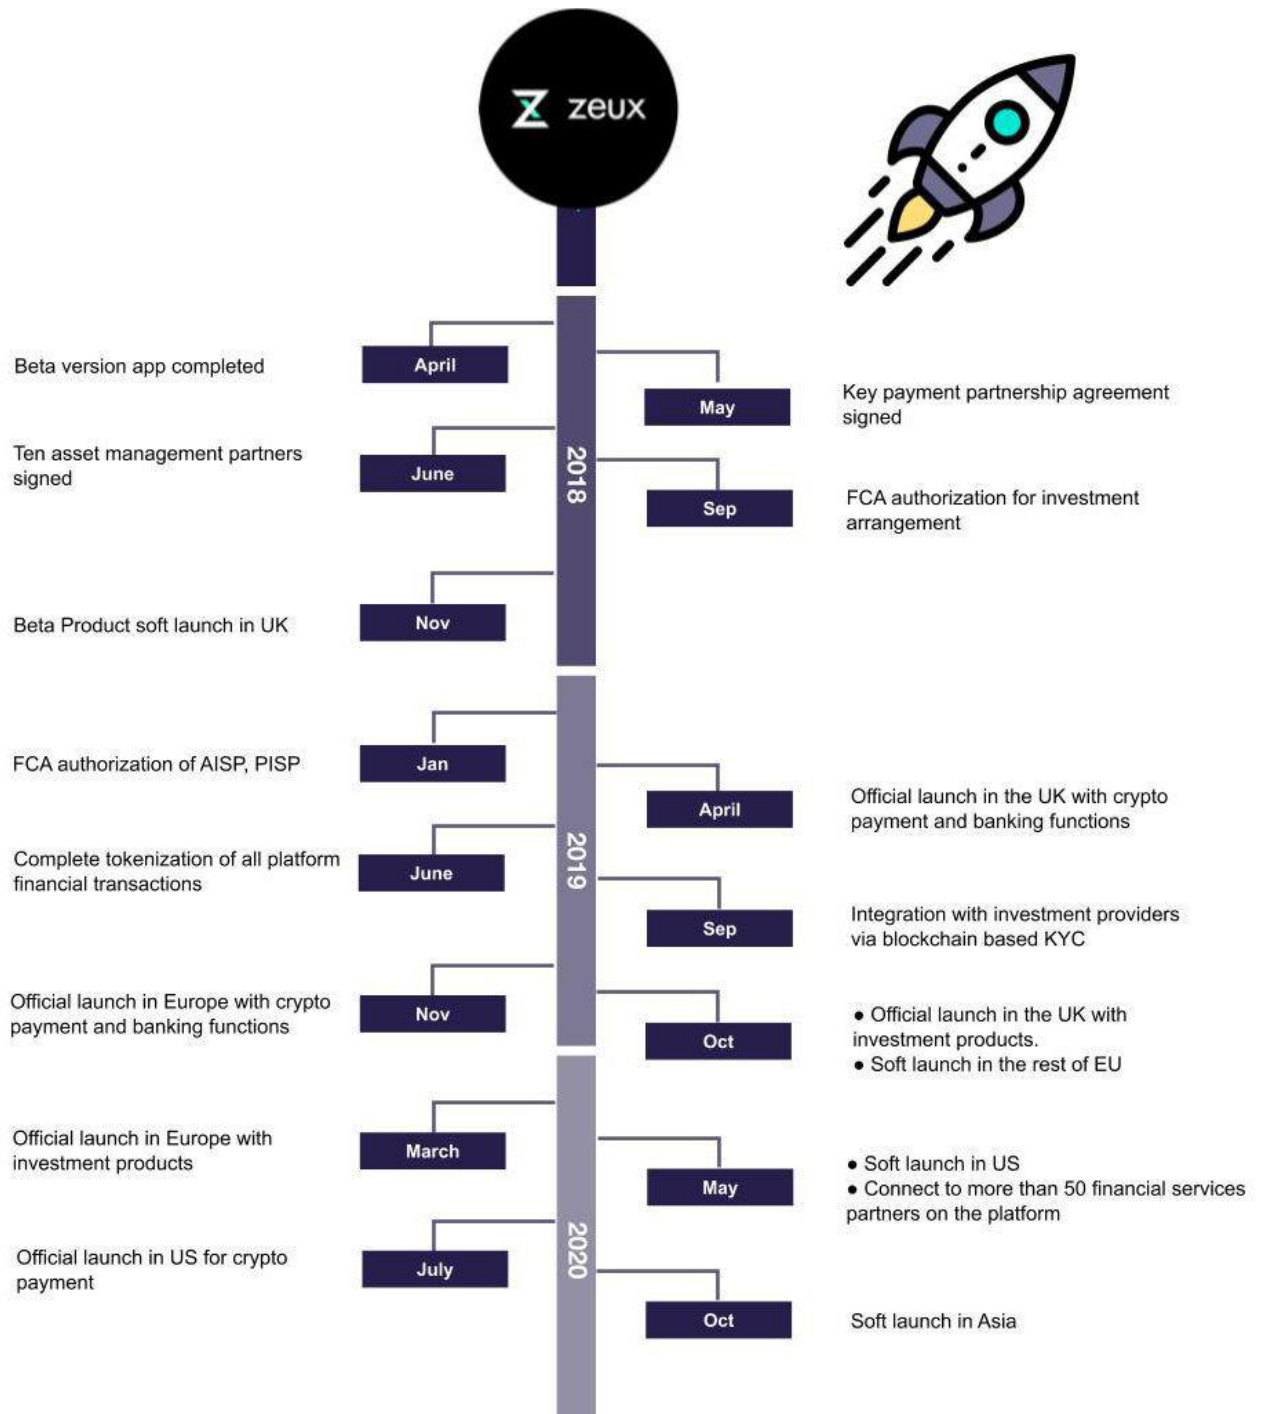 zeux
Beta version app completed
April
May
Key payment partnership agreement
signed
Ten asset management partners
signed
June
2018
Sep
FCA authorization for investment
arrangement
Beta Product soft launch in UK
Nov
FCA authorization of AISP, PISP
Jan
April
Official launch in the UK with crypto
payment and banking functions
Complete tokenization of all platform
financial transactions
June
2019
Sep
Integration with investment providers
via blockchain based KYC
Official launch in Europe with crypto
payment and banking functions
Nov
Oct
● Official launch in the UK with
investment products.
● Soft launch in the rest of EU
Official launch in Europe with
investment products
March
May
● Soft launch in US
● Connect to more than 50 financial services
partners on the platform
Official launch in US for crypto
payment
July
2020
Oct
Soft launch in Asia